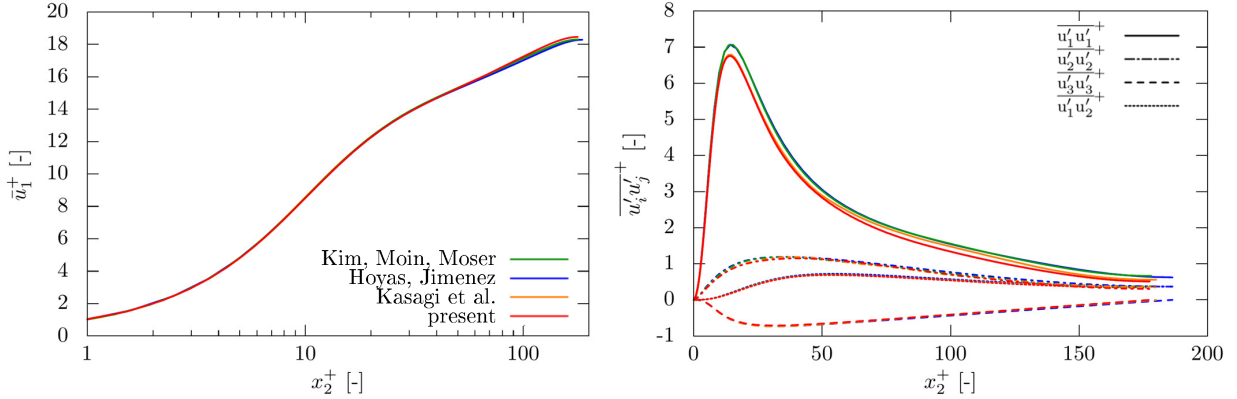 20
18
16
14
12
10
8
6
4
2
0
1
10
100
ū₁⁺ [-]
x₂⁺ [-]
Kim, Moin, Moser
Hoyas, Jimenez
Kasagi et al.
present
8
7
6
5
4
3
2
1
0
-1
0
50
100
150
200
u′ᵢu′ⱼ⁺ [-]
x₂⁺ [-]
u′₁u′₁⁺
u′₂u′₂⁺
u′₃u′₃⁺
u′₁u′₂⁺